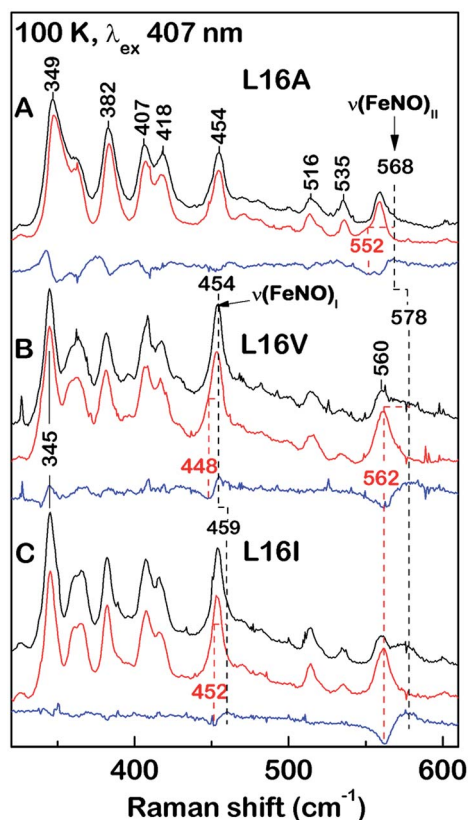 100 K, λex 407 nm
L16A
A
349
382
407
418
454
516
535
ν(FeNO)II
568
552
454
ν(FeNO)I
578
B
L16V
345
448
560
562
459
C
L16I
452
400
500
600
Raman shift (cm-1)